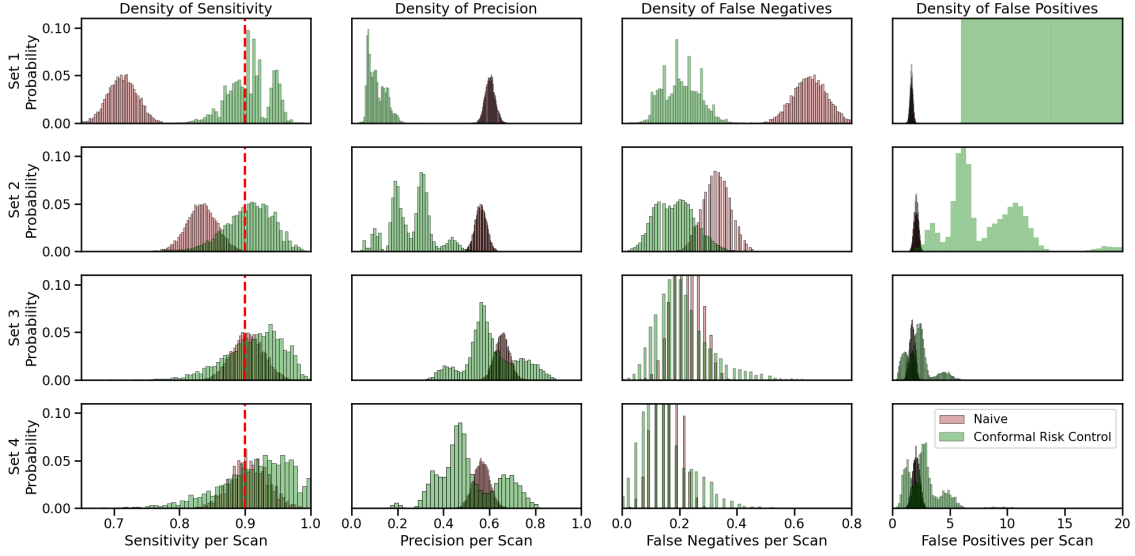 Density of Sensitivity
Density of Precision
Density of False Negatives
Density of False Positives
Set 1
Probability
0.10
0.05
0.00
Set 2
Probability
0.10
0.05
0.00
Set 3
Probability
0.10
0.05
0.00
Set 4
Probability
0.10
0.05
0.00
Naive
Conformal Risk Control
0.7 0.8 0.9 1.0
0.0 0.2 0.4 0.6 0.8 1.0
0.0 0.2 0.4 0.6 0.8
0 5 10 15 20
Sensitivity per Scan
Precision per Scan
False Negatives per Scan
False Positives per Scan